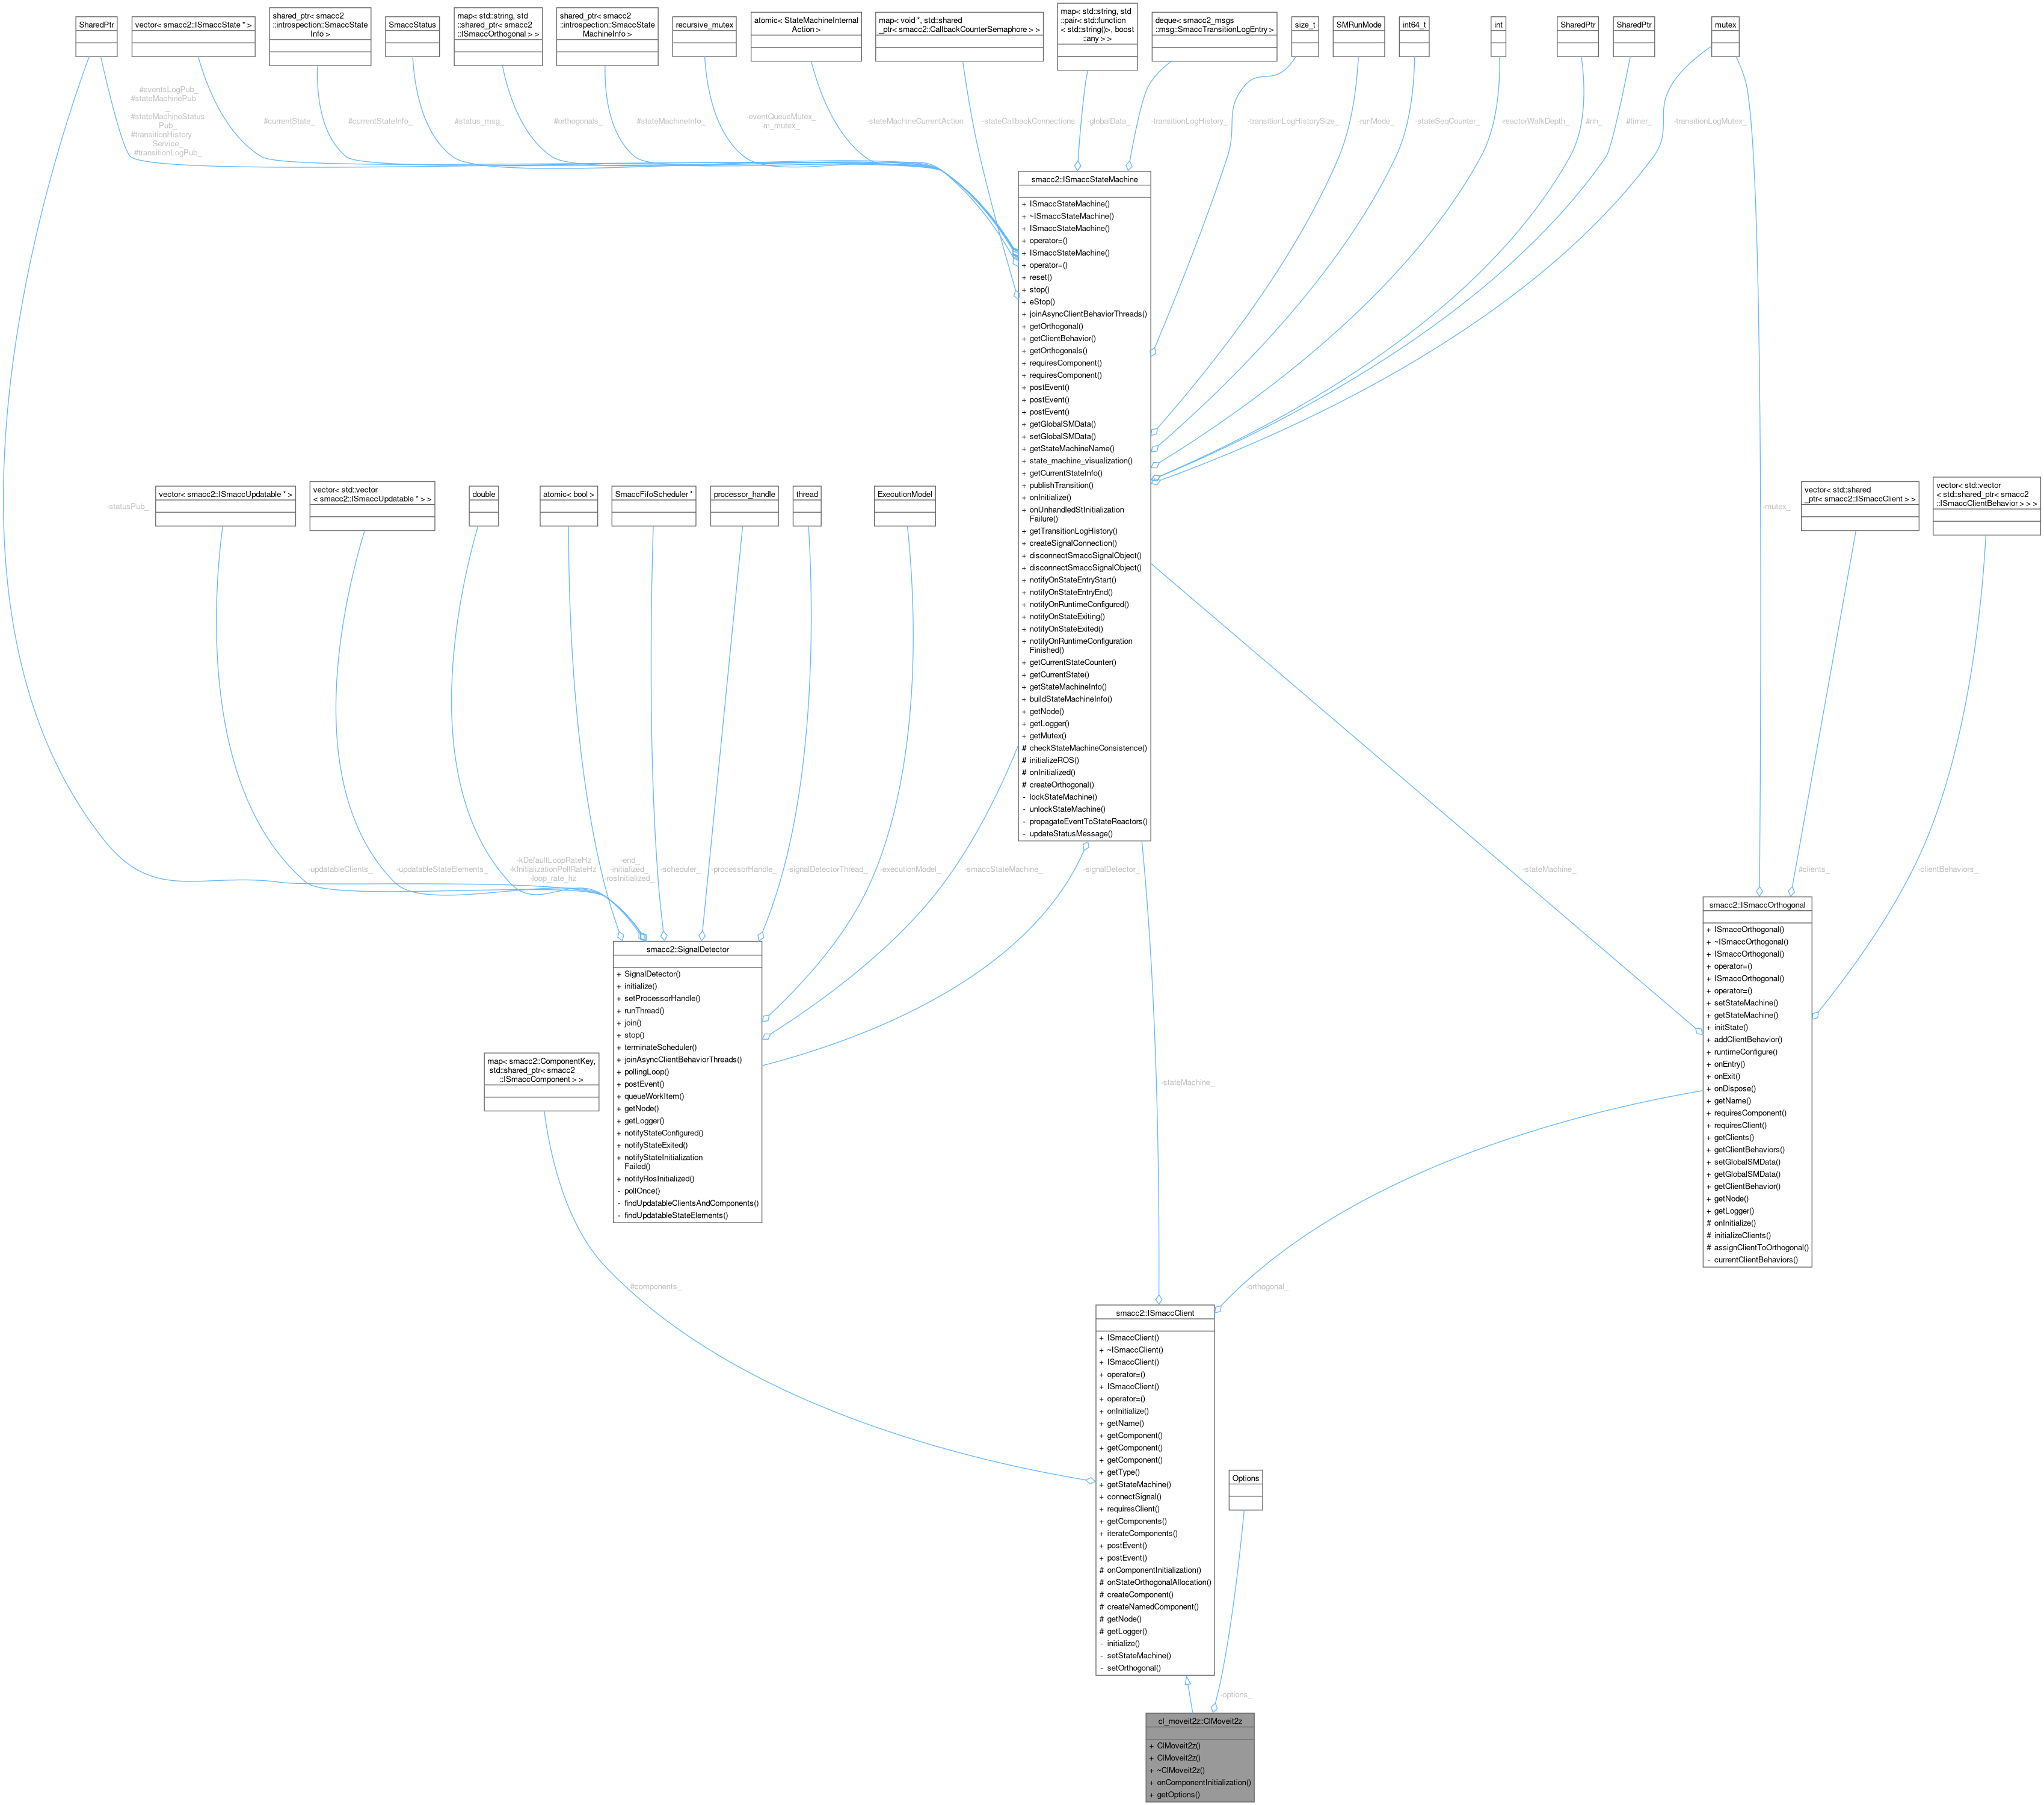 SharedPtr
vector< smacc2::ISmaccState * >
shared_ptr< smacc2
::introspection::SmaccState
Info >
SmaccStatus
map< std::string, std
::shared_ptr< smacc2
::ISmaccOrthogonal > >
shared_ptr< smacc2
::introspection::SmaccState
MachineInfo >
recursive_mutex
atomic< StateMachineInternal
Action >
map< void *, std::shared
_ptr< smacc2::CallbackCounterSemaphore > >
map< std::string, std
::pair< std::function
< std::string()>, boost
::any > >
deque< smacc2_msgs
::msg::SmaccTransitionLogEntry >
size_t
SMRunMode
int64_t
int
SharedPtr
SharedPtr
mutex
#eventsLogPub_
#stateMachinePub
_
#stateMachineStatus
Pub_
#transitionHistory
Service_
#transitionLogPub_
#currentState_
#currentStateInfo_
#status_msg_
#orthogonals_
#stateMachineInfo_
-eventQueueMutex_
-m_mutex_
-stateMachineCurrentAction
-stateCallbackConnections
-globalData_
-transitionLogHistory_
-transitionLogHistorySize_
-runMode_
-stateSeqCounter_
-reactorWalkDepth_
#nh_
#timer_
-transitionLogMutex_
smacc2::ISmaccStateMachine
+ ISmaccStateMachine()
+ ~ISmaccStateMachine()
+ ISmaccStateMachine()
+ operator=()
+ ISmaccStateMachine()
+ operator=()
+ reset()
+ stop()
+ eStop()
+ joinAsyncClientBehaviorThreads()
+ getOrthogonal()
+ getClientBehavior()
+ getOrthogonals()
+ requiresComponent()
+ requiresComponent()
+ postEvent()
+ postEvent()
+ postEvent()
+ getGlobalSMData()
+ setGlobalSMData()
+ getStateMachineName()
+ state_machine_visualization()
+ getCurrentStateInfo()
+ publishTransition()
+ onInitialize()
+ onUnhandledStInitialization
Failure()
+ getTransitionLogHistory()
+ createSignalConnection()
+ disconnectSmaccSignalObject()
+ disconnectSmaccSignalObject()
+ notifyOnStateEntryStart()
+ notifyOnStateEntryEnd()
+ notifyOnRuntimeConfigured()
+ notifyOnStateExiting()
+ notifyOnStateExited()
+ notifyOnRuntimeConfiguration
Finished()
+ getCurrentStateCounter()
+ getCurrentState()
+ getStateMachineInfo()
+ buildStateMachineInfo()
+ getNode()
+ getLogger()
+ getMutex()
# checkStateMachineConsistence()
# initializeROS()
# onInitialized()
# createOrthogonal()
- lockStateMachine()
- unlockStateMachine()
- propagateEventToStateReactors()
- updateStatusMessage()
-statusPub_
vector< smacc2::ISmaccUpdatable * >
vector< std::vector
< smacc2::ISmaccUpdatable * > >
double
atomic< bool >
SmaccFifoScheduler *
processor_handle
thread
ExecutionModel
-mutex_
vector< std::shared
_ptr< smacc2::ISmaccClient > >
vector< std::vector
< std::shared_ptr< smacc2
::ISmaccClientBehavior > > >
-updatableClients_
-updatableStateElements_
-kDefaultLoopRateHz
-kInitializationPollRateHz
-loop_rate_hz
-end_
-initialized_
-rosInitialized_
-scheduler_
-processorHandle_
-signalDetectorThread_
-executionModel_
-smaccStateMachine_
-signalDetector_
-stateMachine_
#clients_
-clientBehaviors_
smacc2::SignalDetector
+ SignalDetector()
+ initialize()
+ setProcessorHandle()
+ runThread()
+ join()
+ stop()
+ terminateScheduler()
+ joinAsyncClientBehaviorThreads()
+ pollingLoop()
+ postEvent()
+ queueWorkItem()
+ getNode()
+ getLogger()
+ notifyStateConfigured()
+ notifyStateExited()
+ notifyStateInitialization
Failed()
+ notifyRosInitialized()
- pollOnce()
- findUpdatableClientsAndComponents()
- findUpdatableStateElements()
smacc2::ISmaccOrthogonal
+ ISmaccOrthogonal()
+ ~ISmaccOrthogonal()
+ ISmaccOrthogonal()
+ operator=()
+ ISmaccOrthogonal()
+ operator=()
+ setStateMachine()
+ getStateMachine()
+ initState()
+ addClientBehavior()
+ runtimeConfigure()
+ onEntry()
+ onExit()
+ onDispose()
+ getName()
+ requiresComponent()
+ requiresClient()
+ getClients()
+ getClientBehaviors()
+ setGlobalSMData()
+ getGlobalSMData()
+ getClientBehavior()
+ getNode()
+ getLogger()
# onInitialize()
# initializeClients()
# assignClientToOrthogonal()
- currentClientBehaviors()
map< smacc2::ComponentKey,
std::shared_ptr< smacc2
::ISmaccComponent > >
-stateMachine_
#components_
-orthogonal_
smacc2::ISmaccClient
+ ISmaccClient()
+ ~ISmaccClient()
+ ISmaccClient()
+ operator=()
+ ISmaccClient()
+ operator=()
+ onInitialize()
+ getName()
+ getComponent()
+ getComponent()
+ getComponent()
+ getType()
+ getStateMachine()
+ connectSignal()
+ requiresClient()
+ getComponents()
+ iterateComponents()
+ postEvent()
+ postEvent()
# onComponentInitialization()
# onStateOrthogonalAllocation()
# createComponent()
# createNamedComponent()
# getNode()
# getLogger()
- initialize()
- setStateMachine()
- setOrthogonal()
Options
-options_
cl_moveit2z::ClMoveit2z
+ ClMoveit2z()
+ ClMoveit2z()
+ ~ClMoveit2z()
+ onComponentInitialization()
+ getOptions()